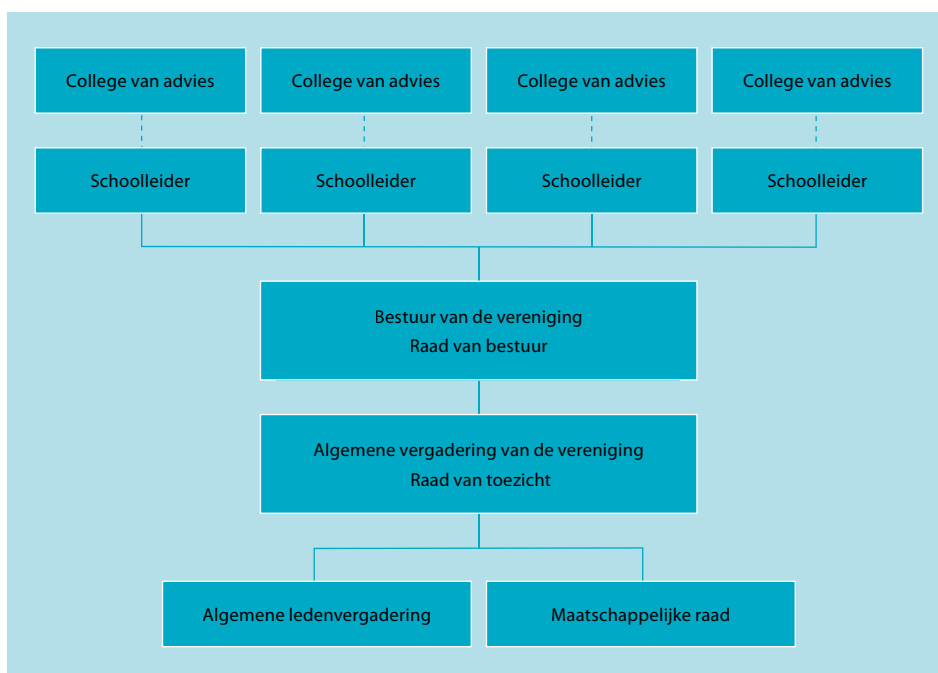 College van advies
College van advies
College van advies
College van advies
Schoolleider
Schoolleider
Schoolleider
Schoolleider
Bestuur van de vereniging
Raad van bestuur
Algemene vergadering van de vereniging
Raad van toezicht
Algemene ledenvergadering
Maatschappelijke raad